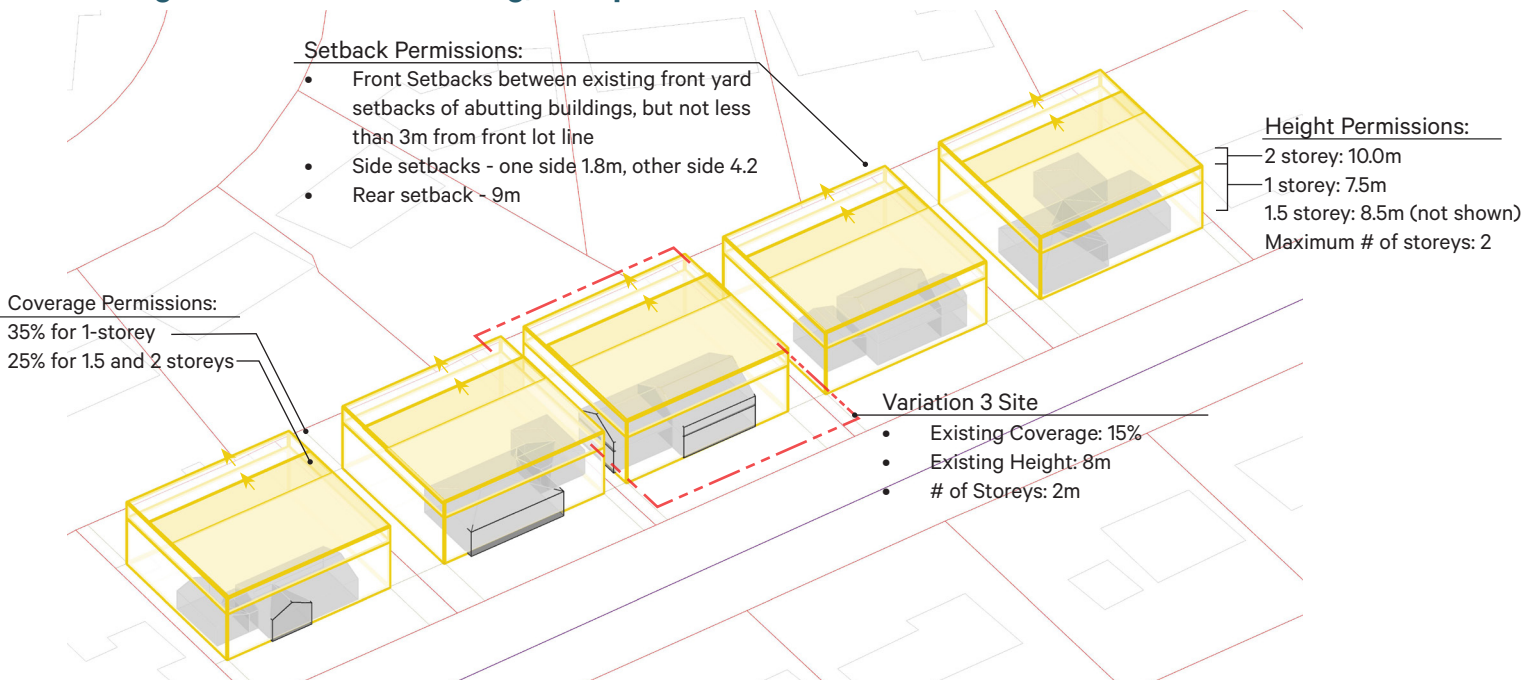 Setback Permissions:
• Front Setbacks between existing front yard
setbacks of abutting buildings, but not less
than 3m from front lot line
• Side setbacks - one side 1.8m, other side 4.2
• Rear setback - 9m
Height Permissions:
2 storey: 10.0m
1 storey: 7.5m
1.5 storey: 8.5m (not shown)
Maximum # of storeys: 2
Coverage Permissions:
35% for 1-storey
25% for 1.5 and 2 storeys
Variation 3 Site
• Existing Coverage: 15%
• Existing Height: 8m
• # of Storeys: 2m